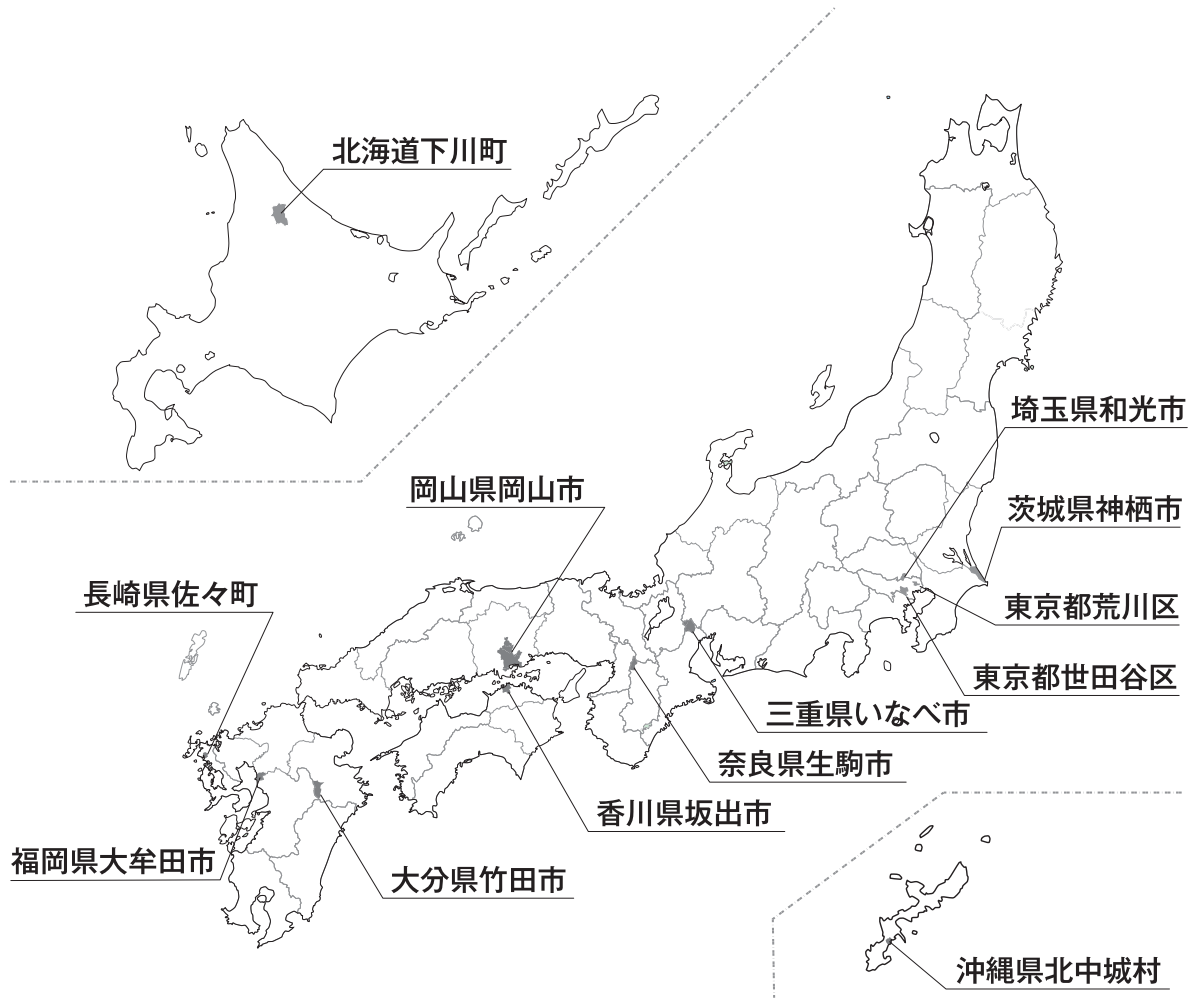 北海道下川町
埼玉県和光市
岡山県岡山市
茨城県神栖市
長崎県佐々町
東京都荒川区
東京都世田谷区
三重県いなべ市
奈良県生駒市
香川県坂出市
福岡県大牟田市
大分県竹田市
沖縄県北中城村